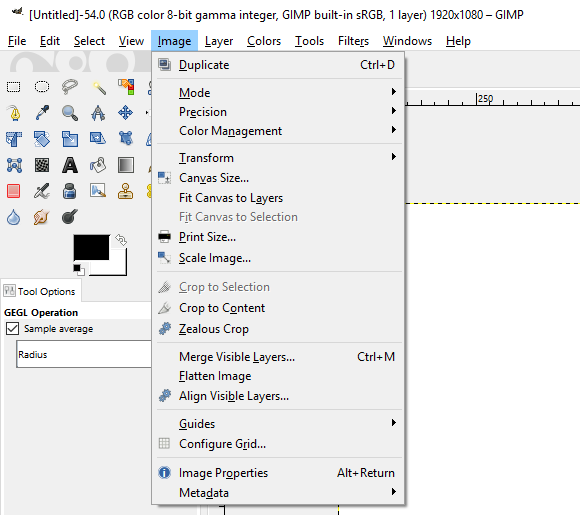 [Untitled]-54.0 (RGB color 8-bit gamma integer, GIMP built-in sRGB, 1 layer) 1920x1080 – GIMP
File Edit Select View Image Layer Colors Tools Filters Windows Help
Duplicate Ctrl+D
Mode
250
Precision
Color Management
Transform
Canvas Size...
Fit Canvas to Layers
Fit Canvas to Selection
Print Size...
Scale Image...
Crop to Selection
Crop to Content
Zealous Crop
Merge Visible Layers... Ctrl+M
Flatten Image
Align Visible Layers...
Guides
Configure Grid...
Image Properties Alt+Return
Metadata
Tool Options
GEGL Operation
Sample average
Radius